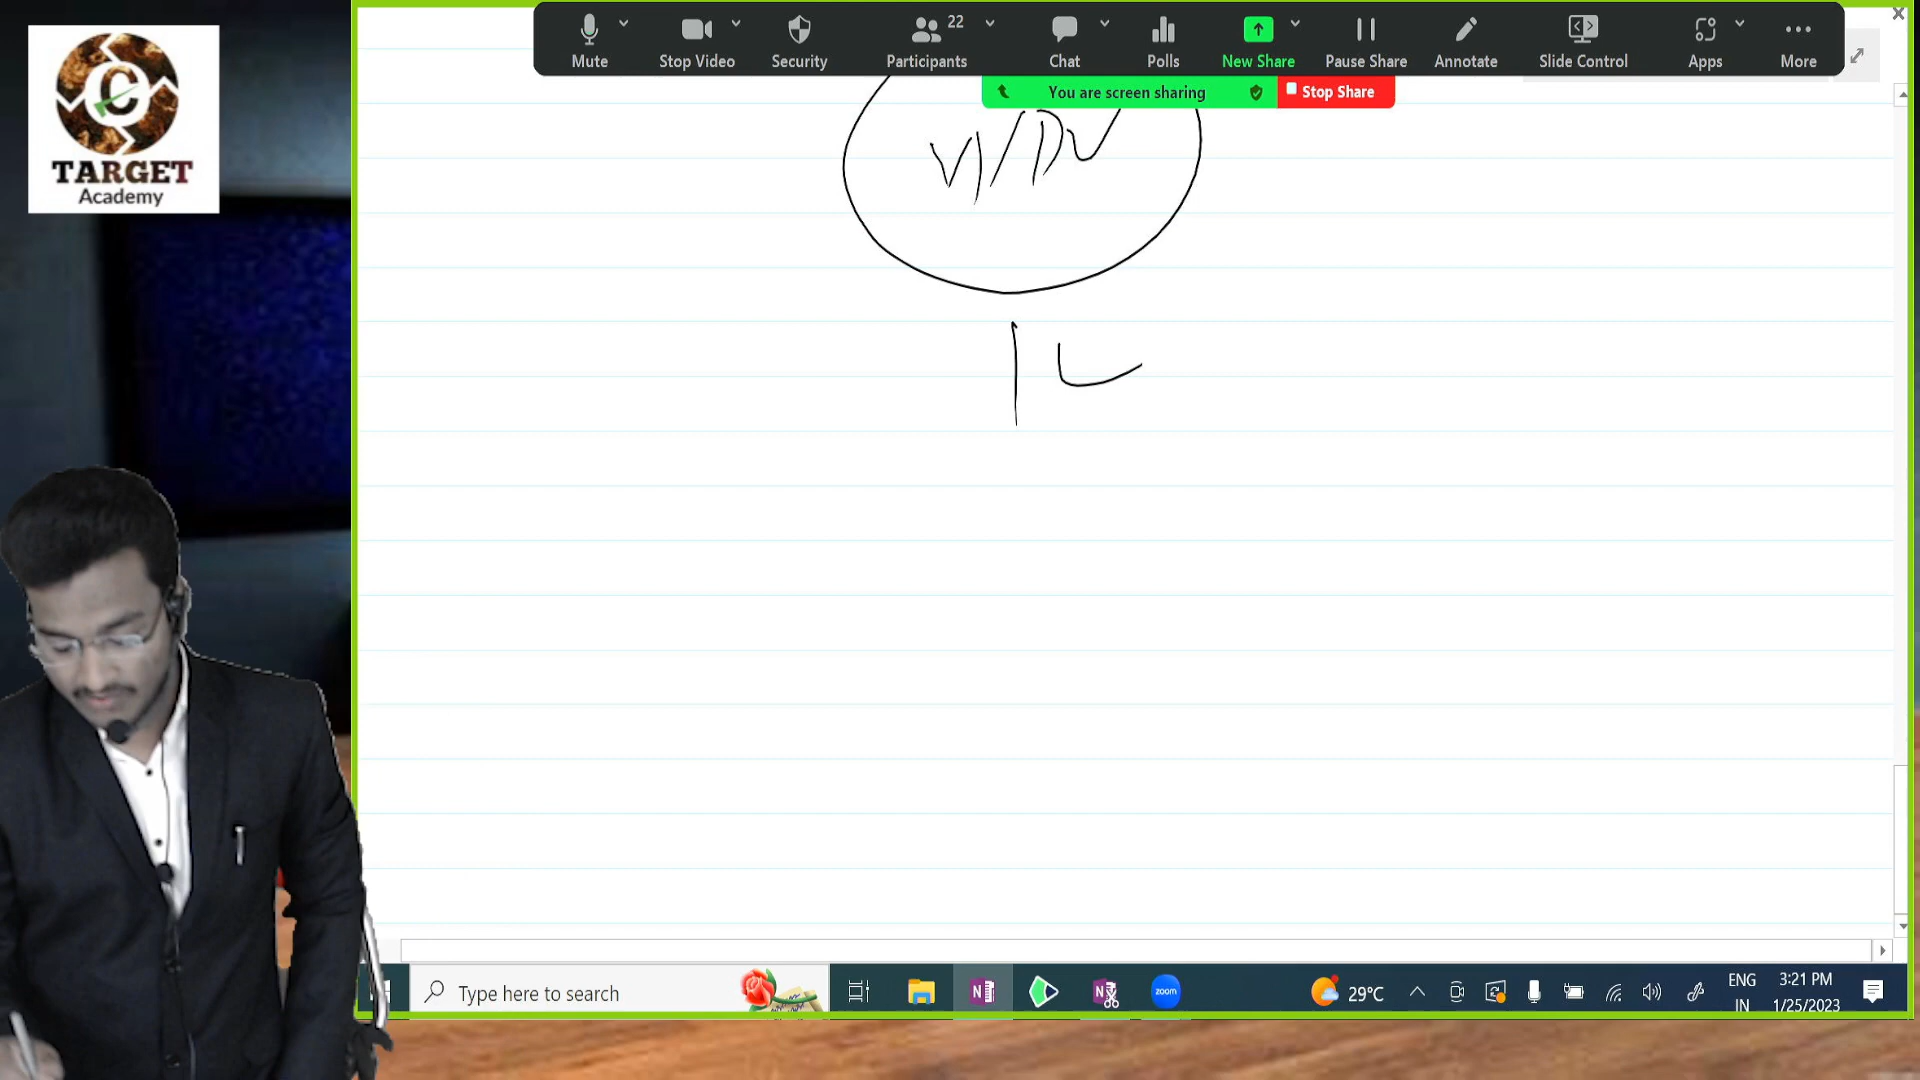 22
Mute
Stop Video
Security
Participants
Chat
Polls
New Share
Pause Share
Annotate
Slide Control
Apps
More
You are screen sharing
Stop Share
C
TARGET
Academy
Type here to search
zoom
29°C
ENG
IN
3:21 PM
1/25/2023